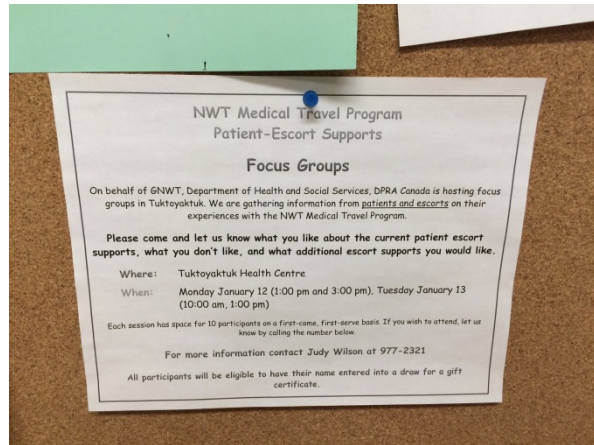 NWT Medical Travel Program
Patient-Escort Supports
Focus Groups
On behalf of GNWT, Department of Health and Social Services, DPRA Canada is hosting focus
groups in Tuktoyaktuk. We are gathering information from patients and escorts on their
experiences with the NWT Medical Travel Program.
Please come and let us know what you like about the current patient escort
supports, what you don't like, and what additional escort supports you would like.
Where: Tuktoyaktuk Health Centre
When: Monday January 12 (1:00 pm and 3:00 pm), Tuesday January 13
(10:00 am, 1:00 pm)
Each session has space for 10 participants on a first-come, first-serve basis. If you wish to attend, let us
know by calling the number below.
For more information contact Judy Wilson at 977-2321
All participants will be eligible to have their name entered into a draw for a gift
certificate.